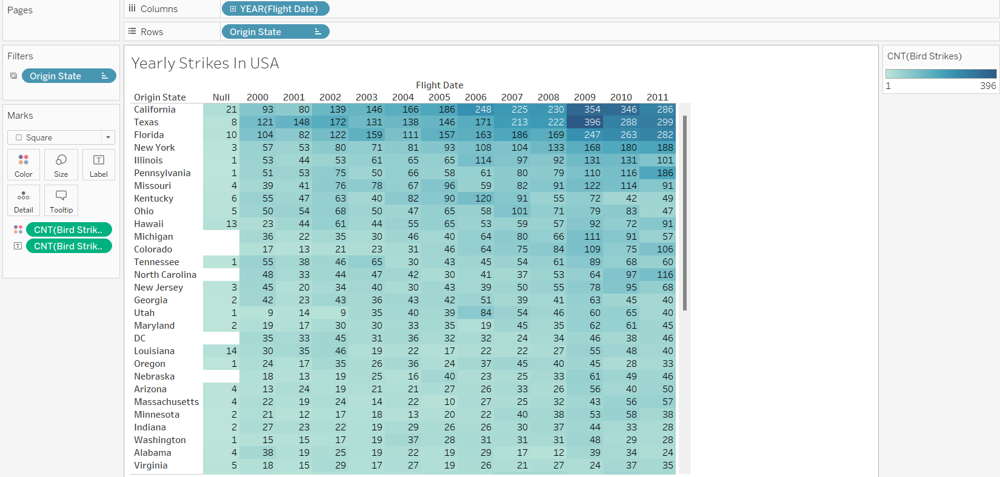 Pages
Columns
YEAR(Flight Date)
Rows
Origin State
Filters
Origin State
Marks
Square
Color
Size
T
Label
Detail
Tooltip
CNT(Bird Strik..
T
CNT(Bird Strik..
Yearly Strikes In USA
Flight Date
Origin State Null 2000 2001 2002 2003 2004 2005 2006 2007 2008 2009 2010 2011
California 21 93 80 139 146 166 186 248 225 230 354 346 286
Texas 8 121 148 172 131 138 146 171 213 222 396 288 299
Florida 10 104 82 122 159 111 157 163 186 169 247 263 282
New York 3 57 53 80 71 81 93 108 104 133 168 180 188
Illinois 1 53 44 53 61 65 65 114 97 92 131 131 101
Pennsylvania 1 51 53 75 50 66 58 61 80 79 110 116 186
Missouri 4 39 41 76 78 67 96 59 82 91 122 114 91
Kentucky 6 55 47 63 40 82 90 120 91 55 72 42 49
Ohio 5 50 54 68 50 47 65 58 101 71 79 83 47
Hawaii 13 23 44 61 44 55 65 53 59 57 92 72 91
Michigan 36 22 35 30 46 40 64 80 66 111 91 57
Colorado 17 13 21 23 31 46 64 75 84 109 75 106
Tennessee 1 55 38 46 65 30 43 45 54 61 89 68 60
North Carolina 48 33 44 47 42 30 41 37 53 64 97 116
New Jersey 3 45 20 34 40 30 43 39 50 55 78 95 68
Georgia 2 42 23 43 36 43 42 51 39 41 63 45 40
Utah 1 9 14 9 35 40 39 84 54 46 60 65 40
Maryland 2 19 17 30 30 33 35 19 45 35 62 61 45
DC 35 33 45 31 36 32 32 24 34 46 38 46
Louisiana 14 30 35 46 19 22 17 22 22 27 55 48 40
Oregon 1 24 17 35 26 36 24 37 45 40 45 28 33
Nebraska 18 13 19 25 16 40 23 25 33 61 49 46
Arizona 4 13 24 19 21 21 27 26 33 26 56 40 50
Massachusetts 4 22 19 24 14 22 10 27 25 32 43 56 57
Minnesota 2 21 12 17 18 13 20 22 40 38 53 58 38
Indiana 2 27 23 22 19 29 26 26 30 37 44 33 28
Washington 1 15 15 17 19 37 28 31 31 31 48 29 28
Alabama 4 38 19 25 19 22 19 29 17 12 39 34 24
Virginia 5 18 15 29 17 27 19 26 21 27 24 37 35
CNT(Bird Strikes)
1 396